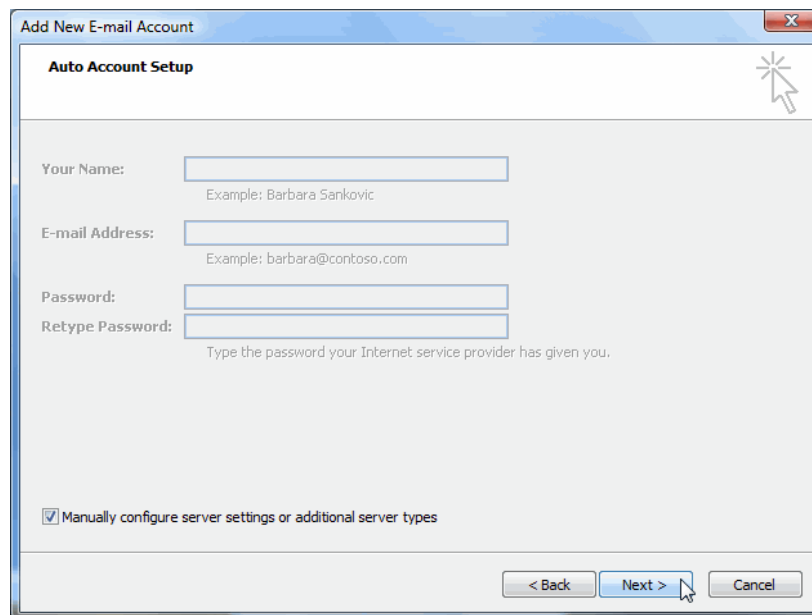 Add New E-mail Account
Auto Account Setup
Your Name:
Example: Barbara Sankovic
E-mail Address:
Example: barbara@contoso.com
Password:
Retype Password:
Type the password your Internet service provider has given you.
Manually configure server settings or additional server types
< Back Next > Cancel